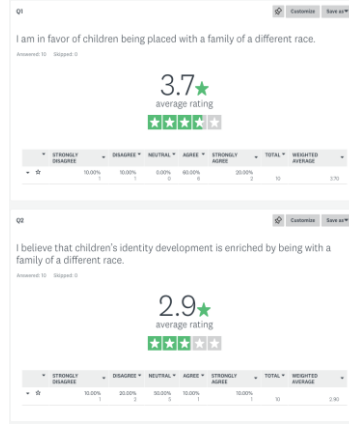 Q1
Customize Save as
I am in favor of children being placed with a family of a different race.
Answered: 10 Skipped: 0
3.7
average rating
STRONGLY DISAGREE DISAGREE NEUTRAL AGREE STRONGLY AGREE TOTAL WEIGHTED AVERAGE
10.00% 10.00% 0.00% 60.00% 20.00%
1 1 0 6 2 10 3.70
Q2
Customize Save as
I believe that children's identity development is enriched by being with a
family of a different race.
Answered: 10 Skipped: 0
2.9
average rating
STRONGLY DISAGREE DISAGREE NEUTRAL AGREE STRONGLY AGREE TOTAL WEIGHTED AVERAGE
10.00% 20.00% 50.00% 10.00% 10.00%
1 2 5 1 1 10 2.90